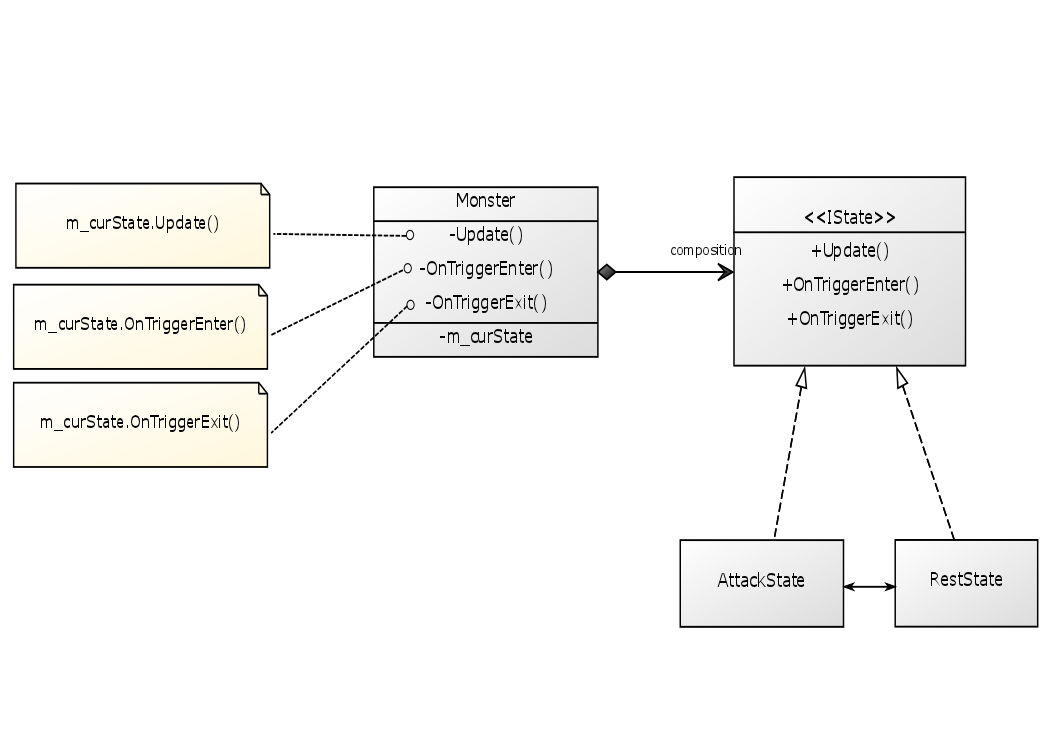 m_curState.Update()
m_curState.OnTriggerEnter()
m_curState.OnTriggerExit()
Monster
-Update()
-OnTriggerEnter()
-OnTriggerExit()
-m_curState
composition
<<IState>>
+Update()
+OnTriggerEnter()
+OnTriggerExit()
AttackState
RestState